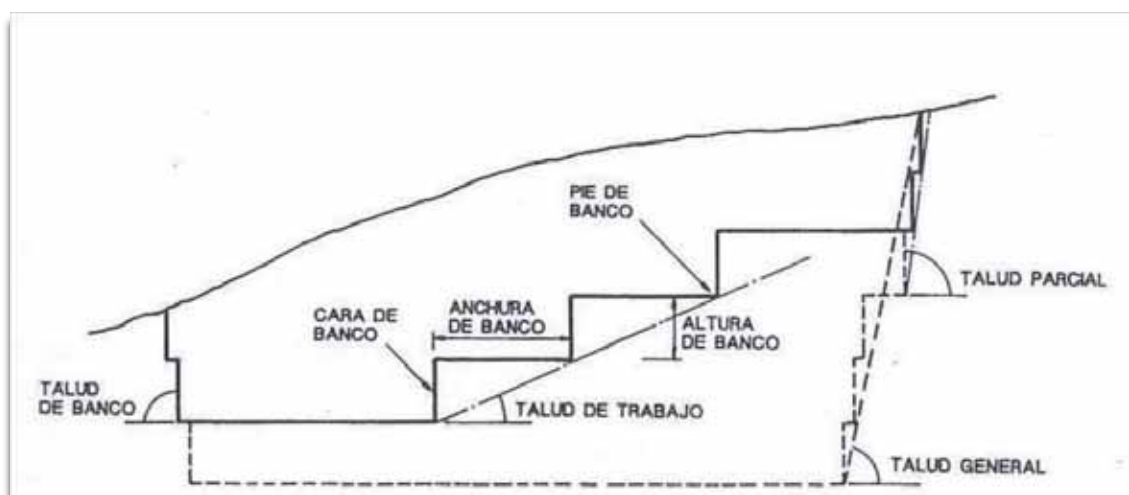 PIE DE
BANCO
TALUD PARCIAL
ANCHURA
DE BANCO
CARA DE
BANCO
ALTURA
DE BANCO
TALUD
DE BANCO
TALUD DE TRABAJO
TALUD GENERAL